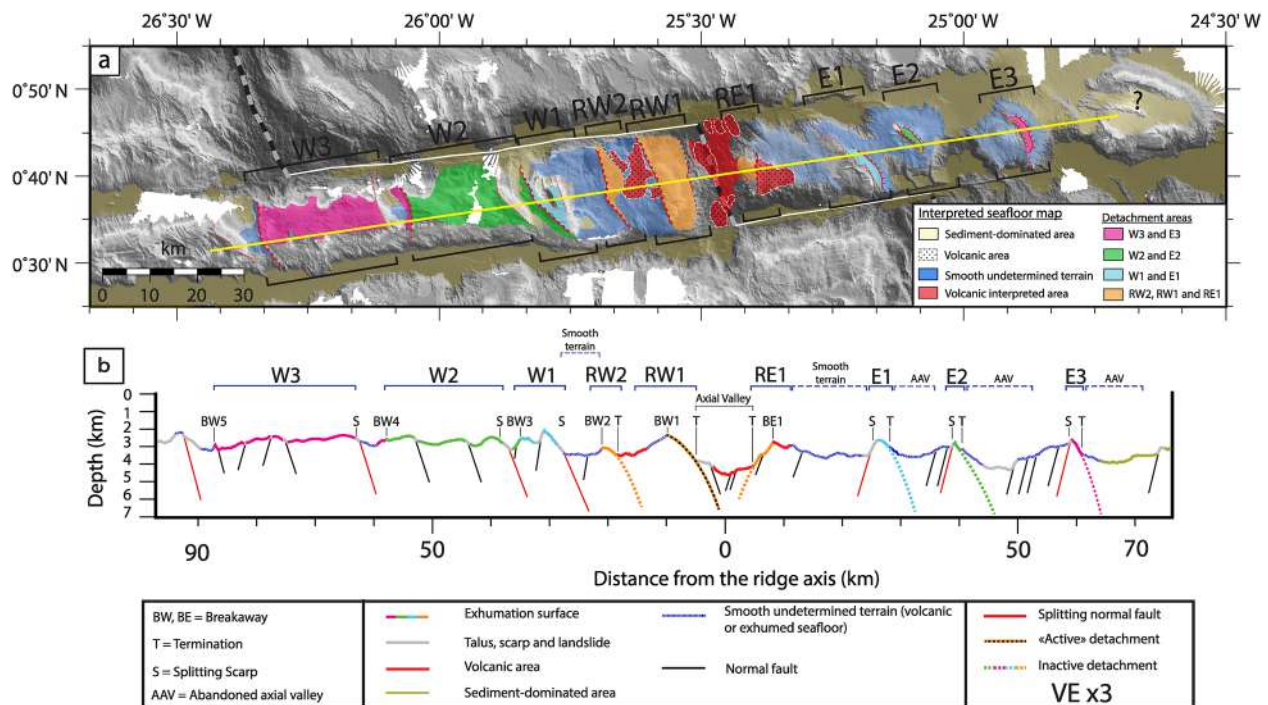 26°30' W 26°00' W 25°30' W 25°00' W 24°30' W
a
0°50' N
0°40' N
0°30' N
W3 W2 W1 RW2 RW1 RE1 E1 E2 E3 ?
km
0 10 20 30
Interpreted seafloor map
Sediment-dominated area
Volcanic area
Smooth undetermined terrain
Volcanic interpreted area
Detachment areas
W3 and E3
W2 and E2
W1 and E1
RW2, RW1 and RE1
b
Smooth
terrain
W3 W2 W1 RW2 RW1 RE1 Smooth terrain E1 AAV E2 AAV E3 AAV
Axial Valley
BW5 S BW4 S BW3 S BW2 T BW1 T T BE1 S T S T S T
Depth (km)
0
1
2
3
4
5
6
7
90 50 0 50 70
Distance from the ridge axis (km)
BW, BE = Breakaway
T = Termination
S = Splitting Scarp
AAV = Abandoned axial valley
Exhumation surface
Talus, scarp and landslide
Volcanic area
Sediment-dominated area
Smooth undetermined terrain (volcanic
or exhumed seafloor)
Normal fault
Splitting normal fault
«Active» detachment
Inactive detachment
VE x3